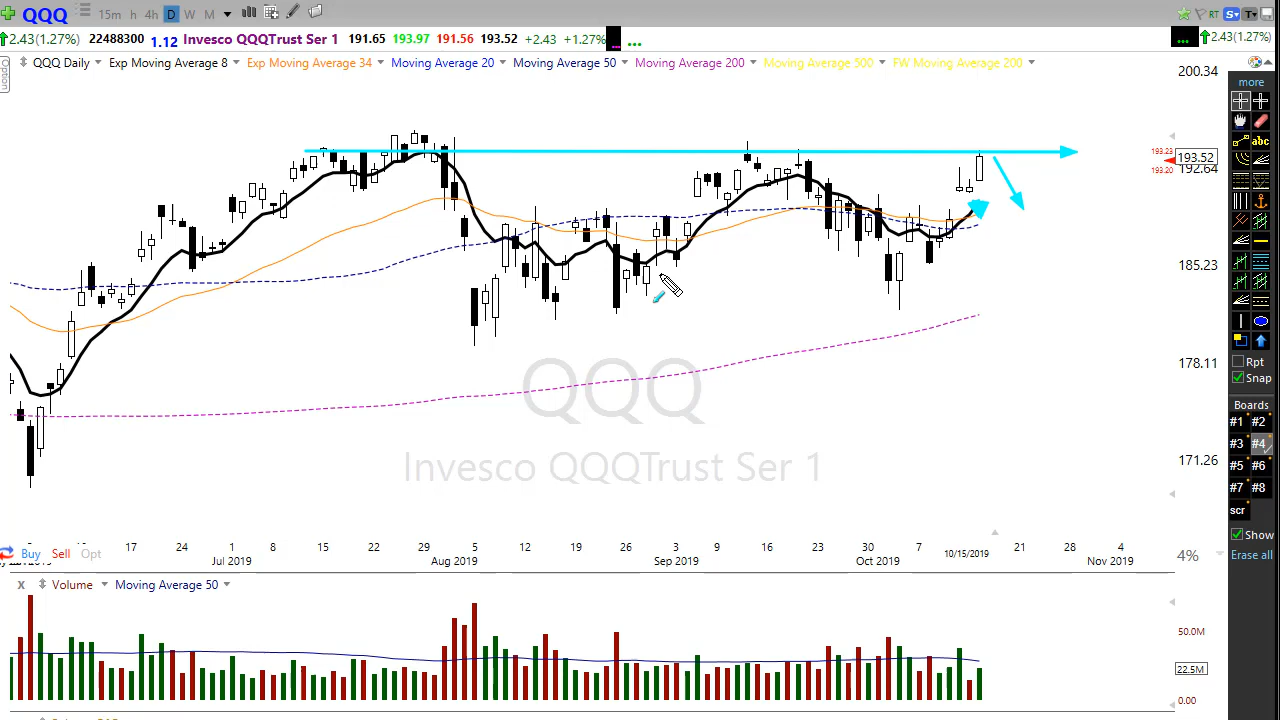 QQQ 15m h 4h D W M RT S T
2.43(1.27%) 22488300 1.12 Invesco QQQTrust Ser 1 191.65 193.97 191.56 193.52 +2.43 +1.27% ... ... ... 2.43(1.27%)
Option QQQ Daily Exp Moving Average 8 Exp Moving Average 34 Moving Average 20 Moving Average 50 Moving Average 200 Moving Average 500 FW Moving Average 200
200.34
more
abc
193.23
193.52
192.64
193.20
185.23
178.11
171.26
QQQ
Invesco QQQTrust Ser 1
Rpt
Snap
Boards
#1 #2
#3 #4
#5 #6
#7 #8
scr
Show
Erase all
17 24 1 8 15 22 29 5 12 19 26 3 9 16 23 30 7 10/15/2019 21 28 4
Jul 2019 Aug 2019 Sep 2019 Oct 2019 Nov 2019
Buy Sell Opt 4%
x Volume Moving Average 50
50.0M
22.5M
0.00